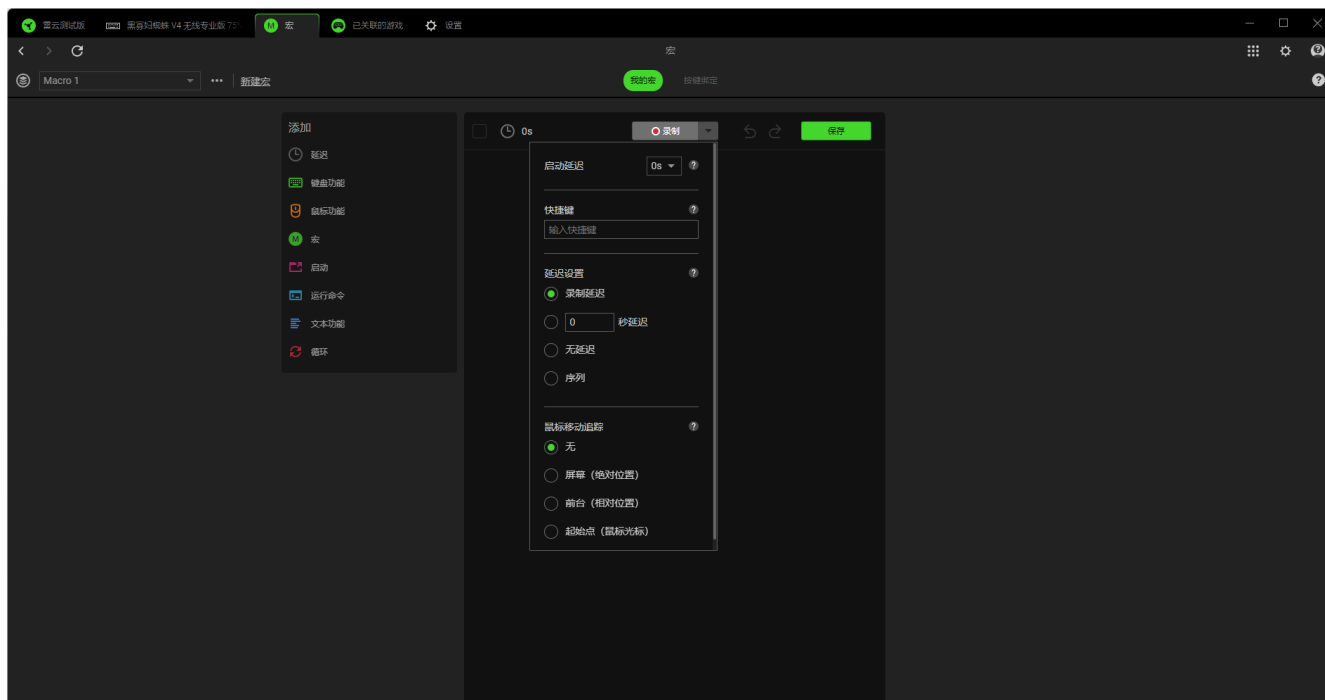 雷云测试版 黑寡妇蜘蛛 V4 无线专业版 75% 宏 已关联的游戏 设置
宏
Macro 1 新建宏 我的宏 按键绑定
添加
延迟
键盘功能
鼠标功能
宏
启动
运行命令
文本功能
循环
0s 录制 保存
启动延迟 0s
快捷键
输入快捷键
延迟设置
录制延迟
0 秒延迟
无延迟
序列
鼠标移动追踪
无
屏幕（绝对位置）
前台（相对位置）
起始点（鼠标光标）